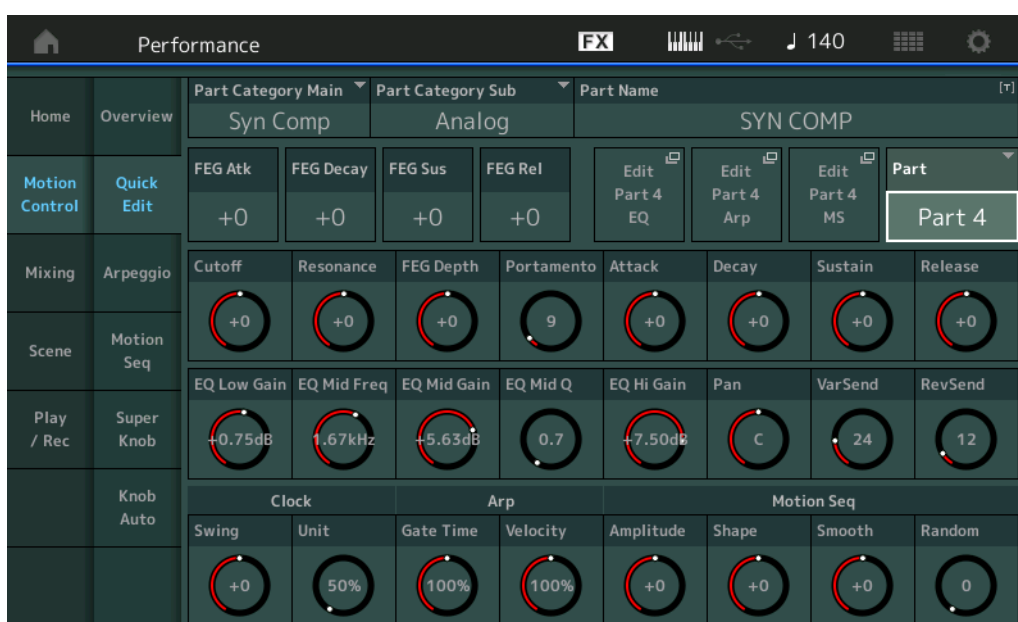 Performance FX 140
Part Category Main Part Category Sub Part Name [T]
Home Overview Syn Comp Analog SYN COMP
FEG Atk FEG Decay FEG Sus FEG Rel Edit Edit Edit Part
Motion Quick Part 4 Part 4 Part 4
Control Edit +0 +0 +0 +0 EQ Arp MS Part 4
Mixing Arpeggio Cutoff Resonance FEG Depth Portamento Attack Decay Sustain Release
+0 +0 +0 9 +0 +0 +0 +0
Scene Motion
Seq
EQ Low Gain EQ Mid Freq EQ Mid Gain EQ Mid Q EQ Hi Gain Pan VarSend RevSend
Play Super
/ Rec Knob +0.75dB 1.67kHz +5.63dB 0.7 +7.50dB C 24 12
Knob Clock Arp Motion Seq
Auto
Swing Unit Gate Time Velocity Amplitude Shape Smooth Random
+0 50% 100% 100% +0 +0 +0 0